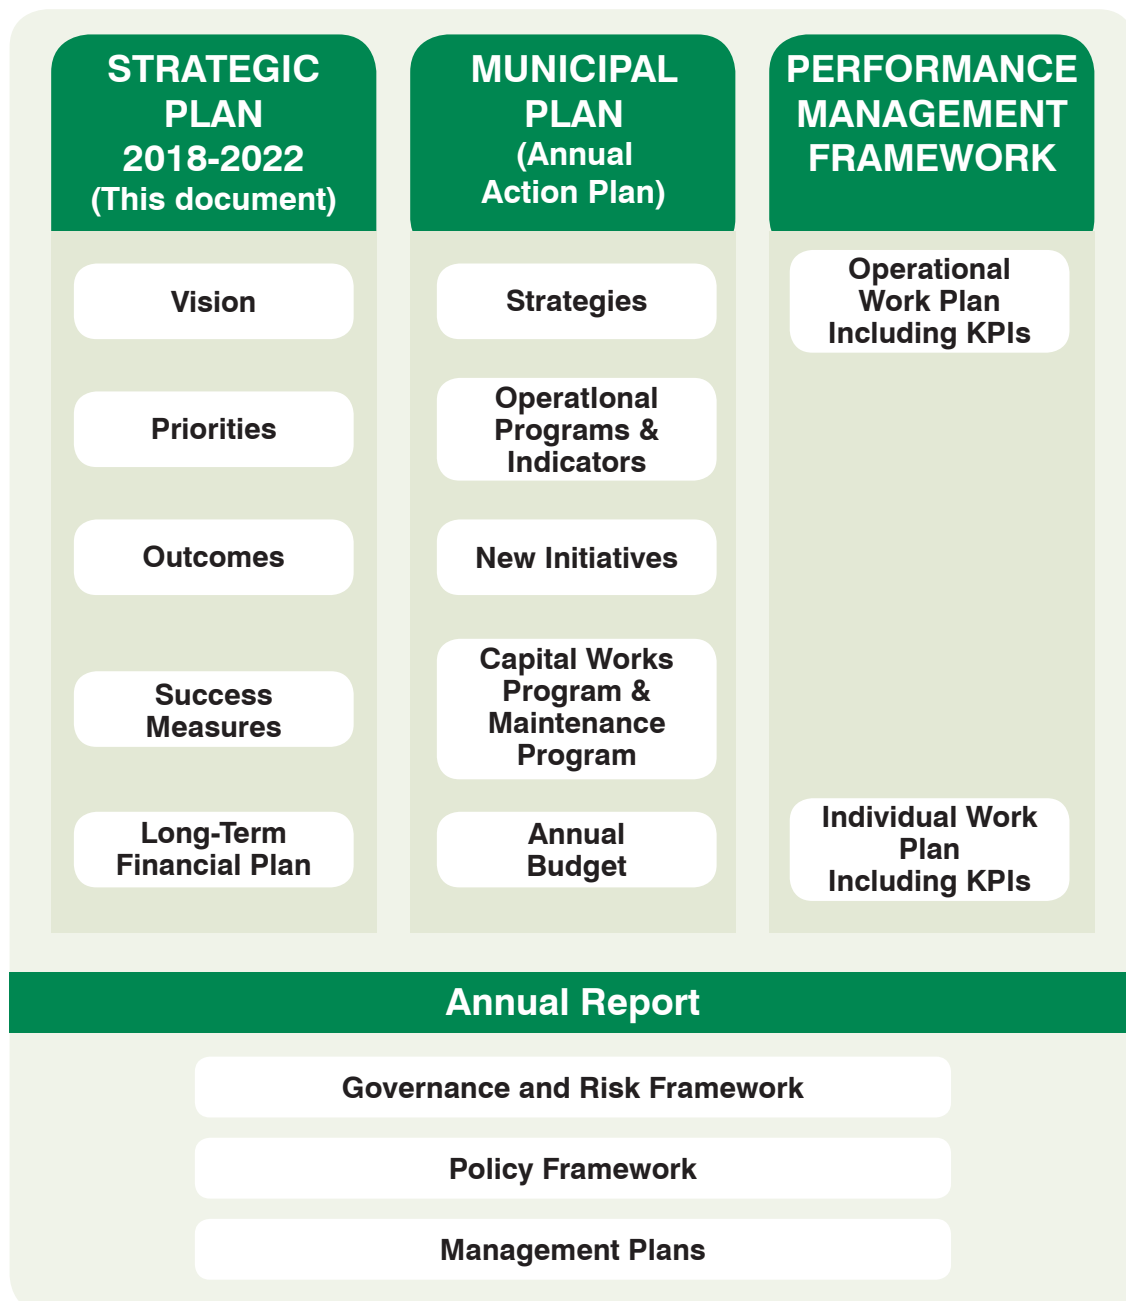 STRATEGIC
PLAN
2018-2022
(This document)
Vision
Priorities
Outcomes
Success
Measures
Long-Term
Financial Plan
MUNICIPAL
PLAN
(Annual
Action Plan)
Strategies
OperatIonal
Programs &
Indicators
New Initiatives
Capital Works
Program &
Maintenance
Program
Annual
Budget
PERFORMANCE
MANAGEMENT
FRAMEWORK
Operational
Work Plan
Including KPIs
Individual Work
Plan
Including KPIs
Annual Report
Governance and Risk Framework
Policy Framework
Management Plans